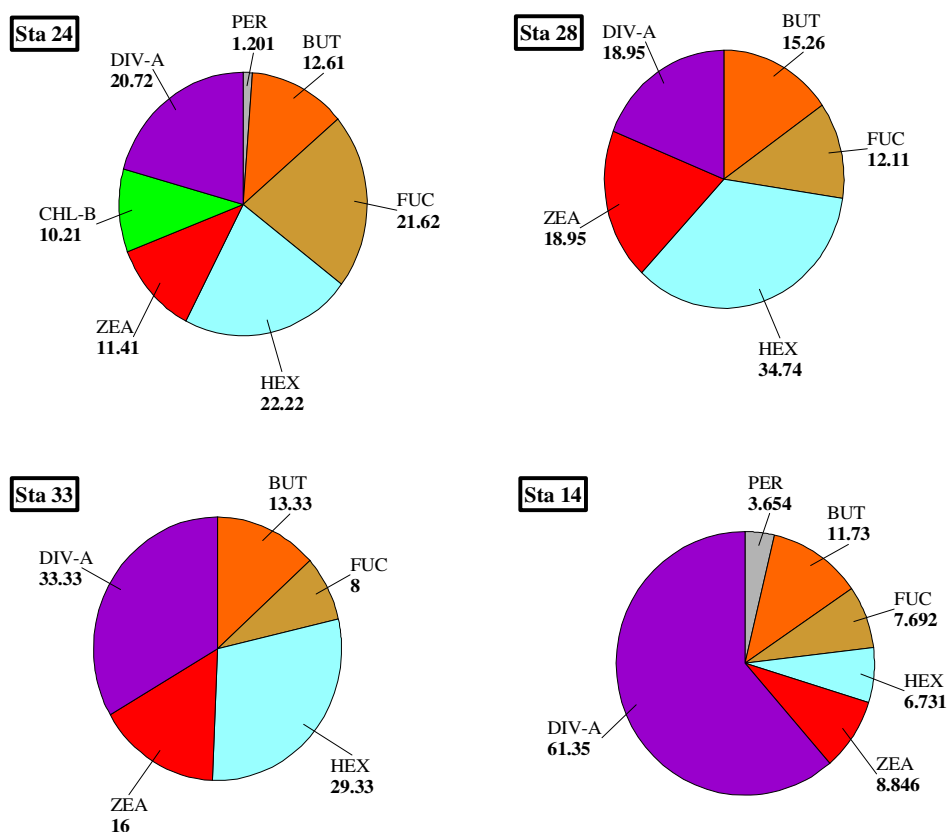 Sta 24
PER
1.201
BUT
12.61
DIV-A
20.72
FUC
21.62
CHL-B
10.21
ZEA
11.41
HEX
22.22
Sta 28
DIV-A
18.95
BUT
15.26
FUC
12.11
ZEA
18.95
HEX
34.74
Sta 33
BUT
13.33
DIV-A
33.33
FUC
8
HEX
29.33
ZEA
16
Sta 14
PER
3.654
BUT
11.73
FUC
7.692
HEX
6.731
DIV-A
61.35
ZEA
8.846